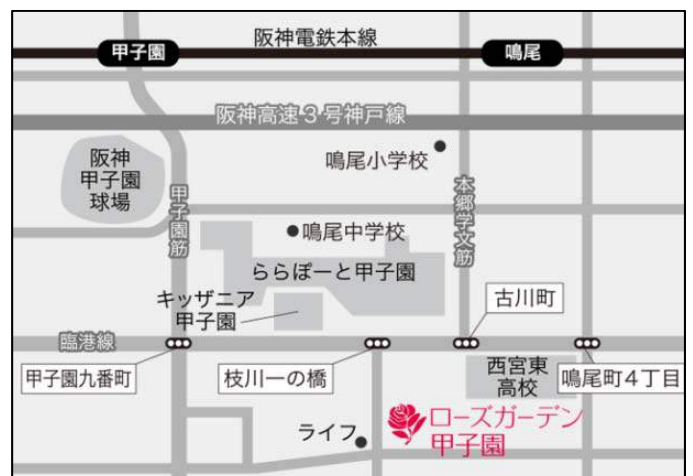 阪神電鉄本線
甲子園
鳴尾
阪神高速3号神戸線
鳴尾小学校
阪神
甲子園
球場
甲子園筋
本郷学文筋
鳴尾中学校
ららぽーと甲子園
キッザニア
甲子園
古川町
臨港線
甲子園九番町
枝川一の橋
西宮東
高校
鳴尾町4丁目
ローズガーデン
甲子園
ライフ